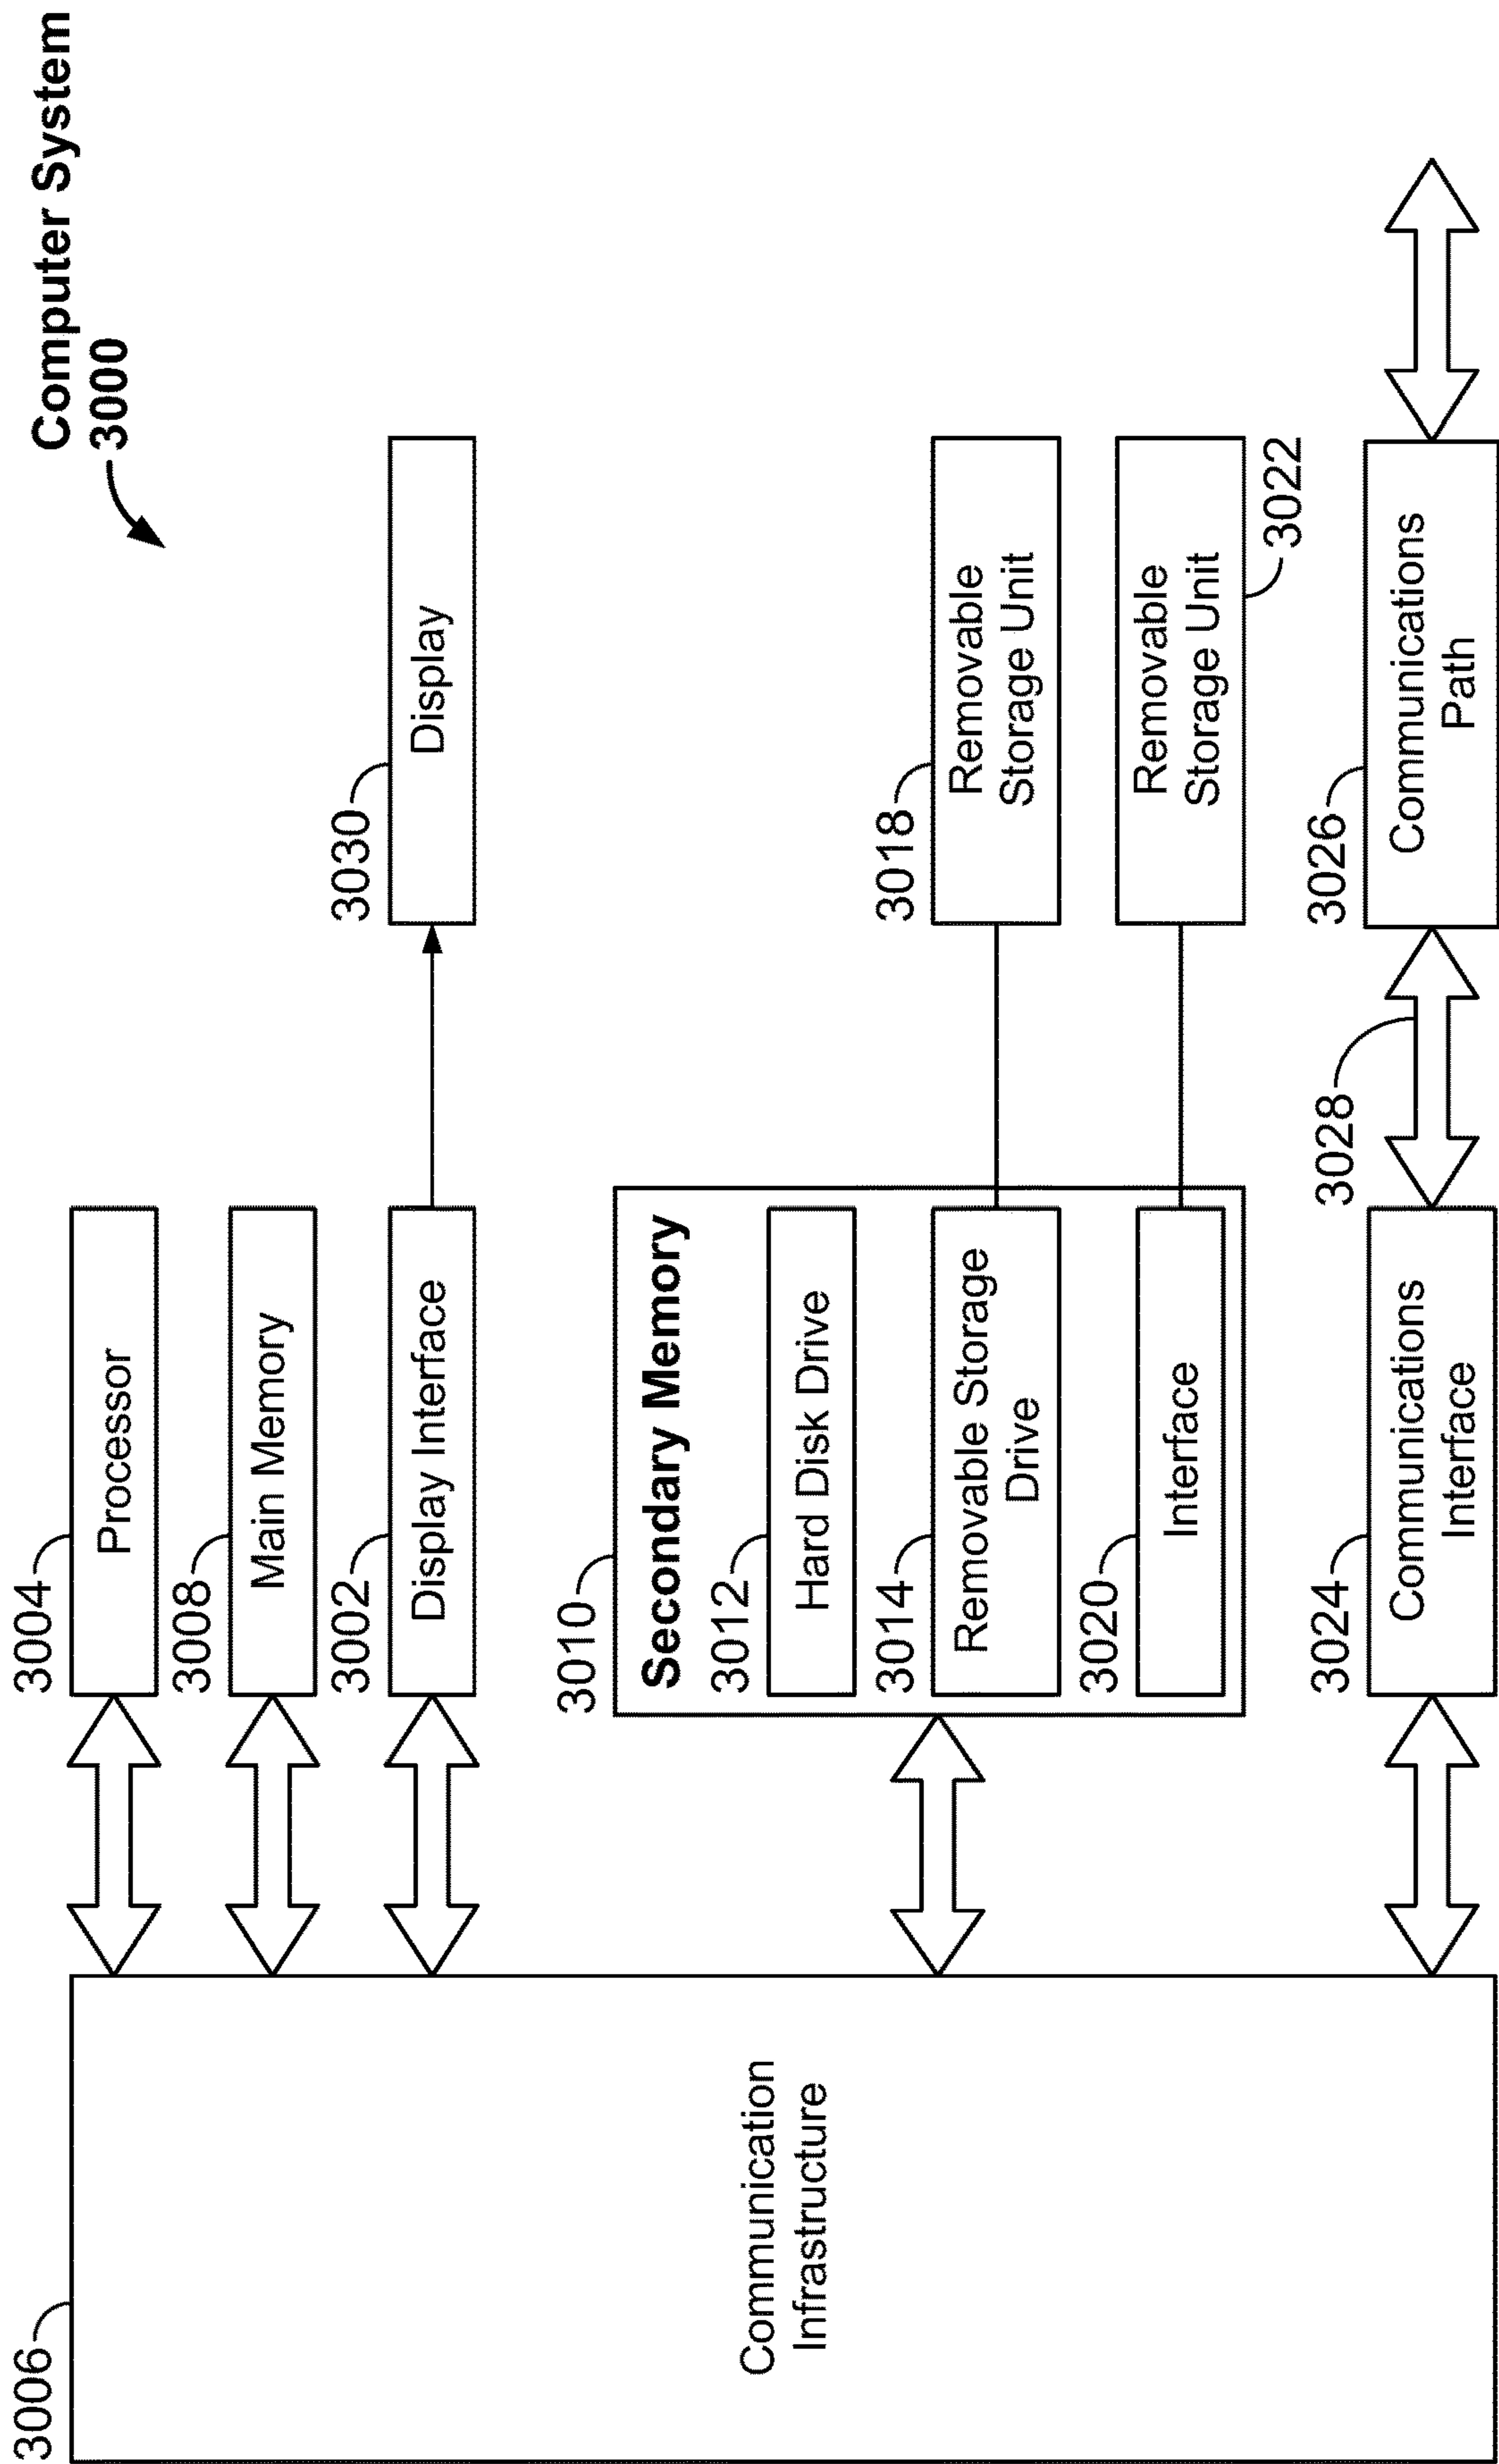 Computer System
3000
3006
Communication
Infrastructure
3004
Processor
3008
Main Memory
3002
Display Interface
3030
Display
3010
Secondary Memory
3012
Hard Disk Drive
3014
Removable Storage
Drive
3018
Removable
Storage Unit
3020
Interface
Removable
Storage Unit
3022
3024
Communications
Interface
3028
3026
Communications
Path